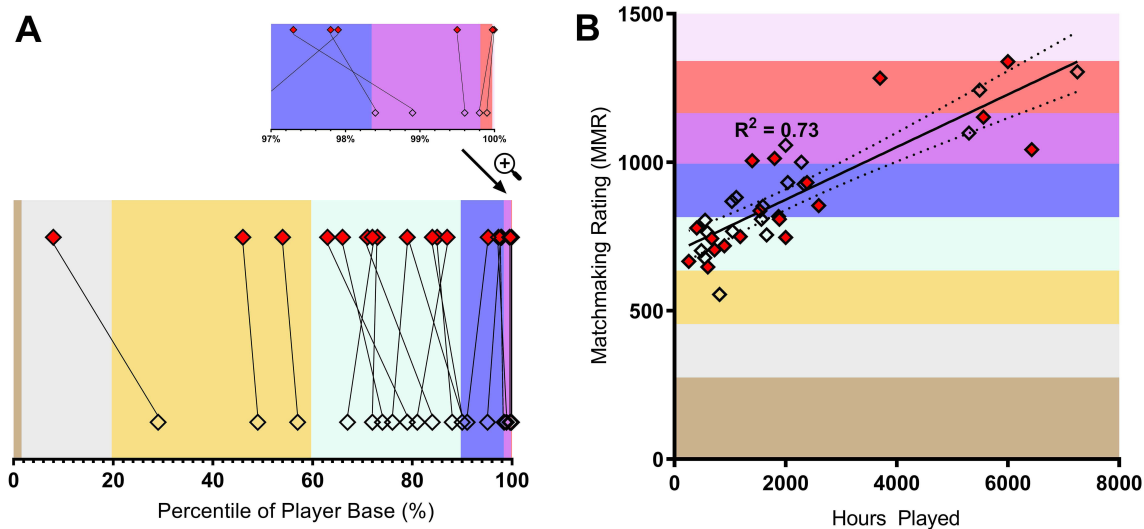 A
97% 98% 99% 100%
0 20 40 60 80 100
Percentile of Player Base (%)
B
1500
1000
500
0
R² = 0.73
Matchmaking Rating (MMR)
0 2000 4000 6000 8000
Hours Played